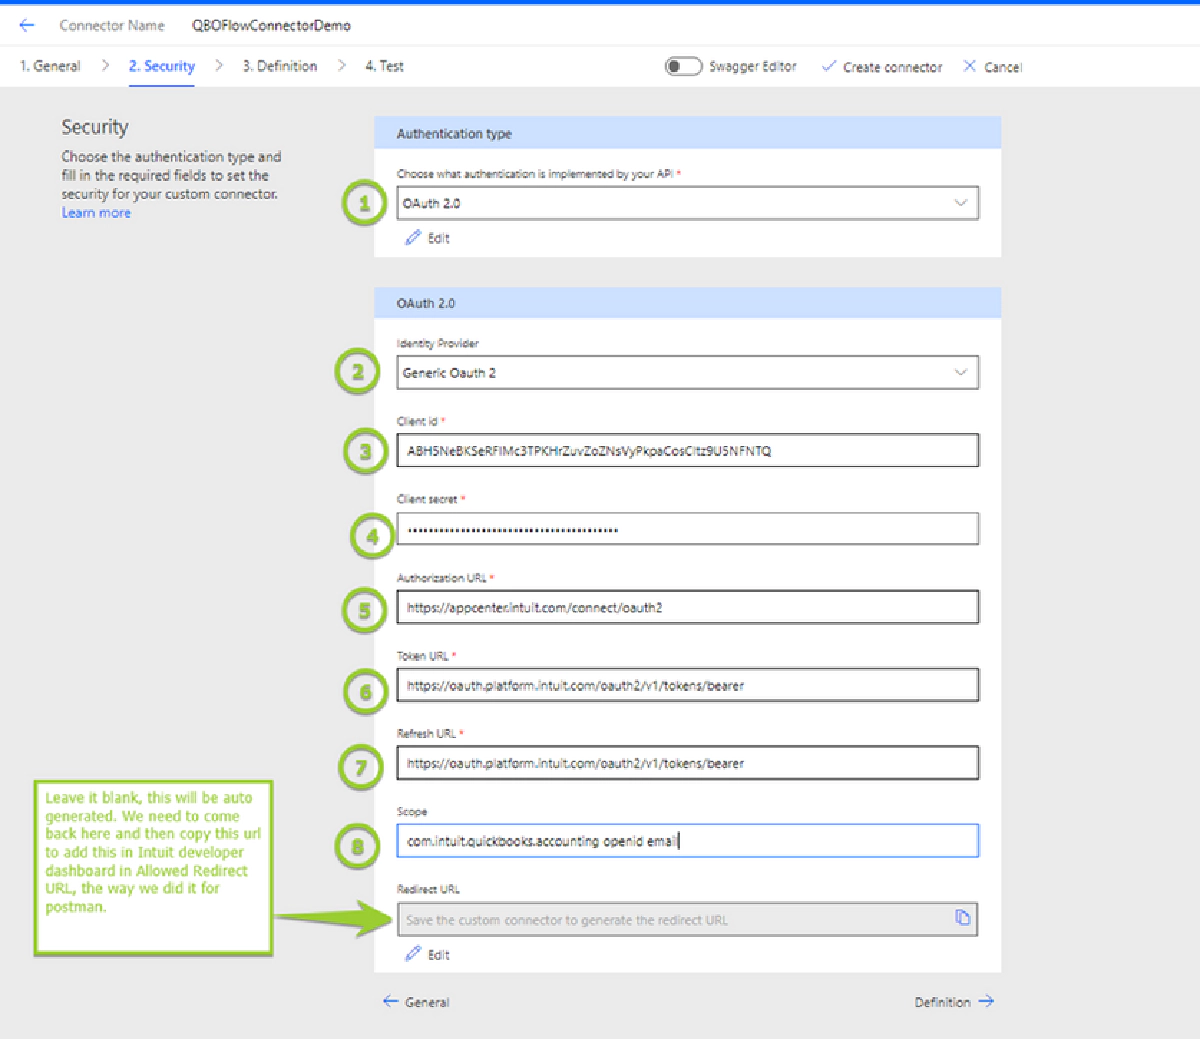 Connector Name QBOFlowConnectorDemo
1. General > 2. Security > 3. Definition > 4. Test Swagger Editor Create connector Cancel
Security
Choose the authentication type and
fill in the required fields to set the
security for your custom connector.
Learn more
Authentication type
Choose what authentication is implemented by your API *
1
OAuth 2.0
Edit
OAuth 2.0
Identity Provider
2
Generic Oauth 2
Client id *
3
Client secret *
4
••••••••••••••••••••••••••••••••••••••••
Authorization URL *
5
https://appcenter.intuit.com/connect/oauth2
Token URL *
6
https://oauth.platform.intuit.com/oauth2/v1/tokens/bearer
Refresh URL *
7
https://oauth.platform.intuit.com/oauth2/v1/tokens/bearer
Scope
8
com.intuit.quickbooks.accounting openid email
Leave it blank, this will be auto
generated. We need to come
back here and then copy this url
to add this in Intuit developer
dashboard in Allowed Redirect
URL, the way we did it for
postman.
Redirect URL
Save the custom connector to generate the redirect URL
Edit
General
Definition